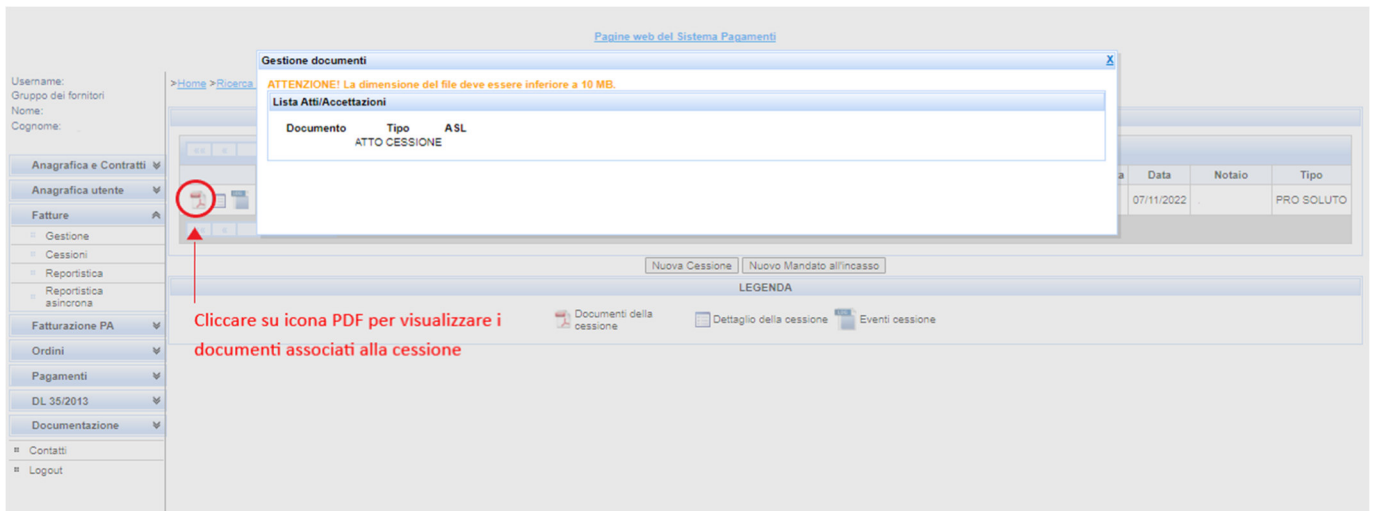 Pagine web del Sistema Pagamenti
Gestione documenti X
ATTENZIONE! La dimensione del file deve essere inferiore a 10 MB.
Lista Atti/Accettazioni
Documento Tipo ASL
ATTO CESSIONE
Username:
Gruppo dei fornitori
Nome:
Cognome:
>Home >Ricerca
Anagrafica e Contratti
Anagrafica utente
Fatture
Gestione
Cessioni
Reportistica
Reportistica
asincrona
Fatturazione PA
Ordini
Pagamenti
DL 35/2013
Documentazione
Contatti
Logout
a Data Notaio Tipo
07/11/2022 PRO SOLUTO
Nuova Cessione Nuovo Mandato all'incasso
LEGENDA
Documenti della
cessione
Dettaglio della cessione
Eventi cessione
Cliccare su icona PDF per visualizzare i
documenti associati alla cessione